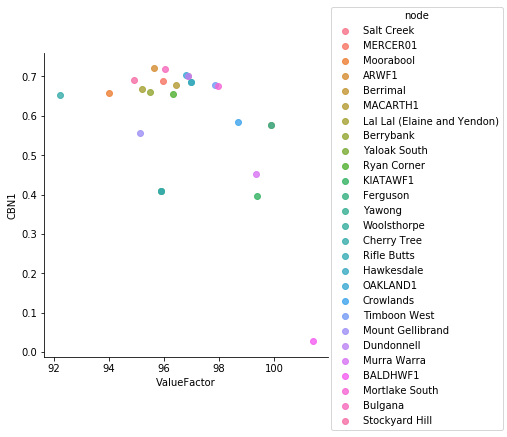 node
Salt Creek
MERCER01
Moorabool
ARWF1
Berrimal
MACARTH1
Lal Lal (Elaine and Yendon)
Berrybank
Yaloak South
Ryan Corner
KIATAWF1
Ferguson
Yawong
Woolsthorpe
Cherry Tree
Rifle Butts
Hawkesdale
OAKLAND1
Crowlands
Timboon West
Mount Gellibrand
Dundonnell
Murra Warra
BALDHWF1
Mortlake South
Bulgana
Stockyard Hill
0.7
0.6
0.5
0.4
0.3
0.2
0.1
0.0
CBN1
92 94 96 98 100
ValueFactor